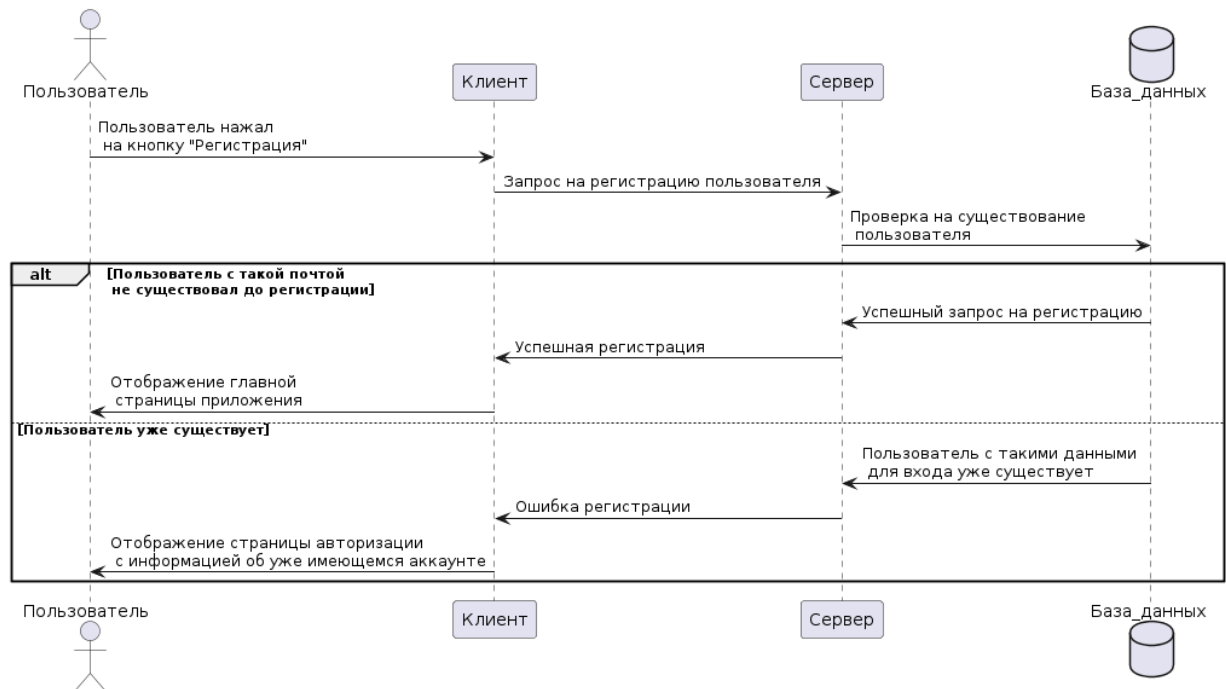 Пользователь
Клиент
Сервер
База_данных
Пользователь нажал
на кнопку "Регистрация"
Запрос на регистрацию пользователя
Проверка на существование
пользователя
alt
[Пользователь с такой почтой
не существовал до регистрации]
Успешный запрос на регистрацию
Успешная регистрация
Отображение главной
страницы приложения
[Пользователь уже существует]
Пользователь с такими данными
для входа уже существует
Ошибка регистрации
Отображение страницы авторизации
с информацией об уже имеющемся аккаунте
Пользователь
Клиент
Сервер
База_данных